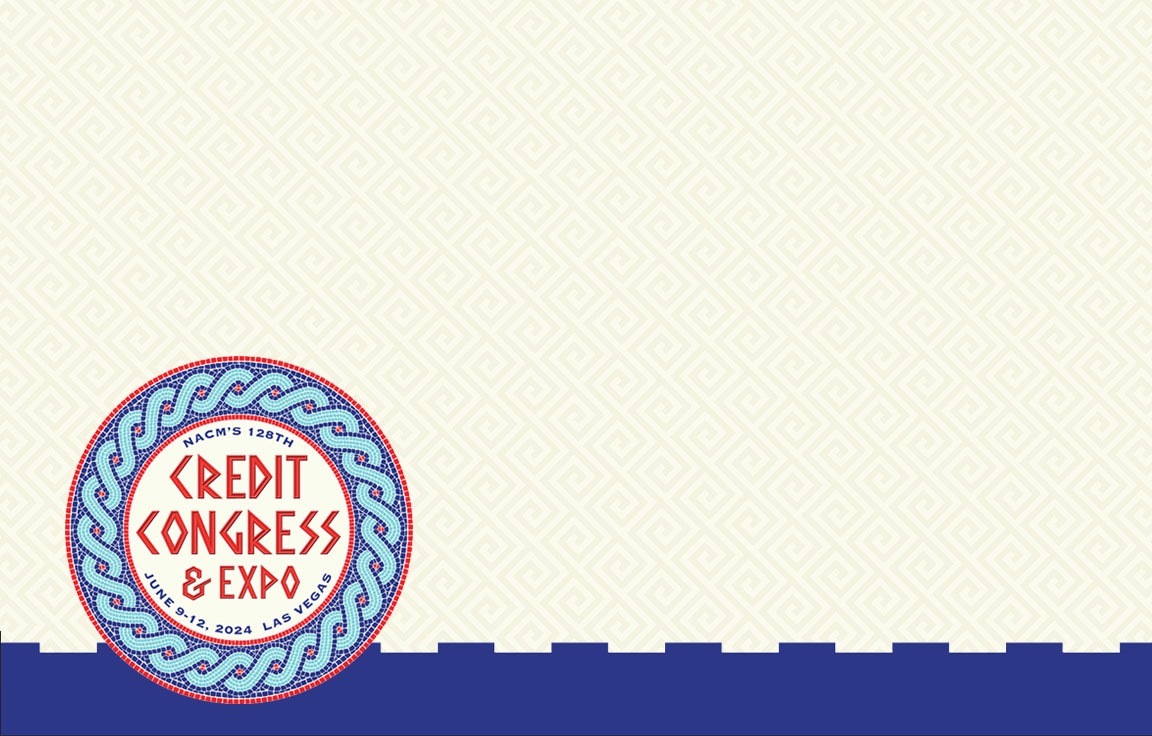 NACM'S 128TH
CREDIT
CONGRESS
& EXPO
JUNE 9-12, 2024 LAS VEGAS